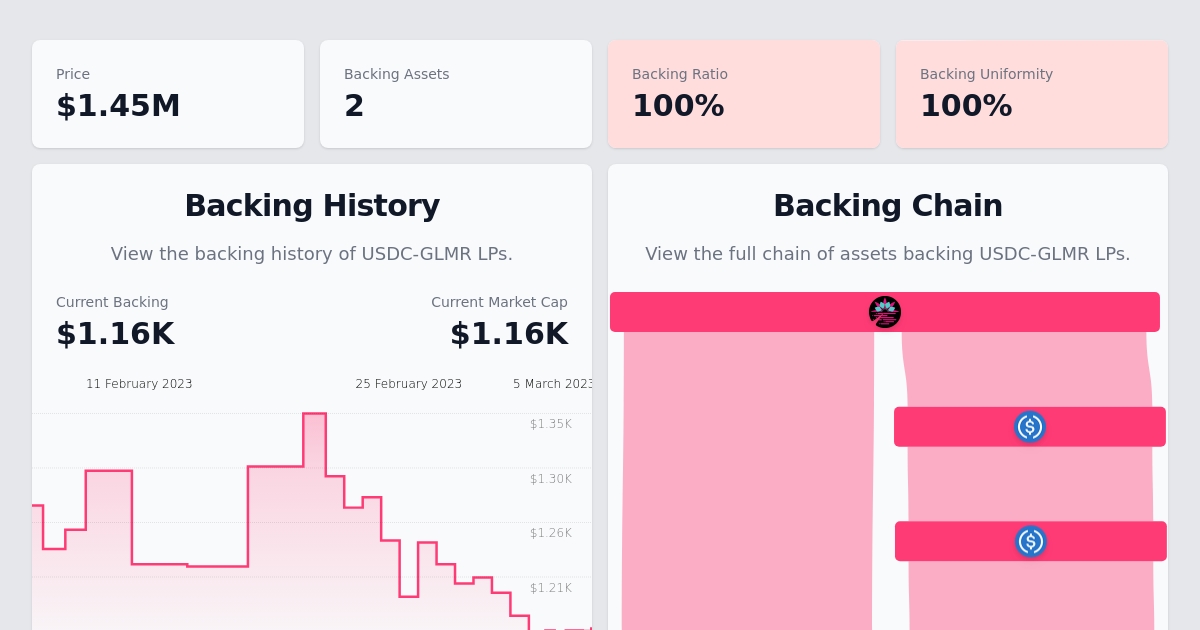 Price
$1.45M
Backing Assets
2
Backing Ratio
100%
Backing Uniformity
100%
Backing History
View the backing history of USDC-GLMR LPs.
Current Backing
$1.16K
Current Market Cap
$1.16K
11 February 2023
25 February 2023
5 March 2023
$1.35K
$1.30K
$1.26K
$1.21K
Backing Chain
View the full chain of assets backing USDC-GLMR LPs.